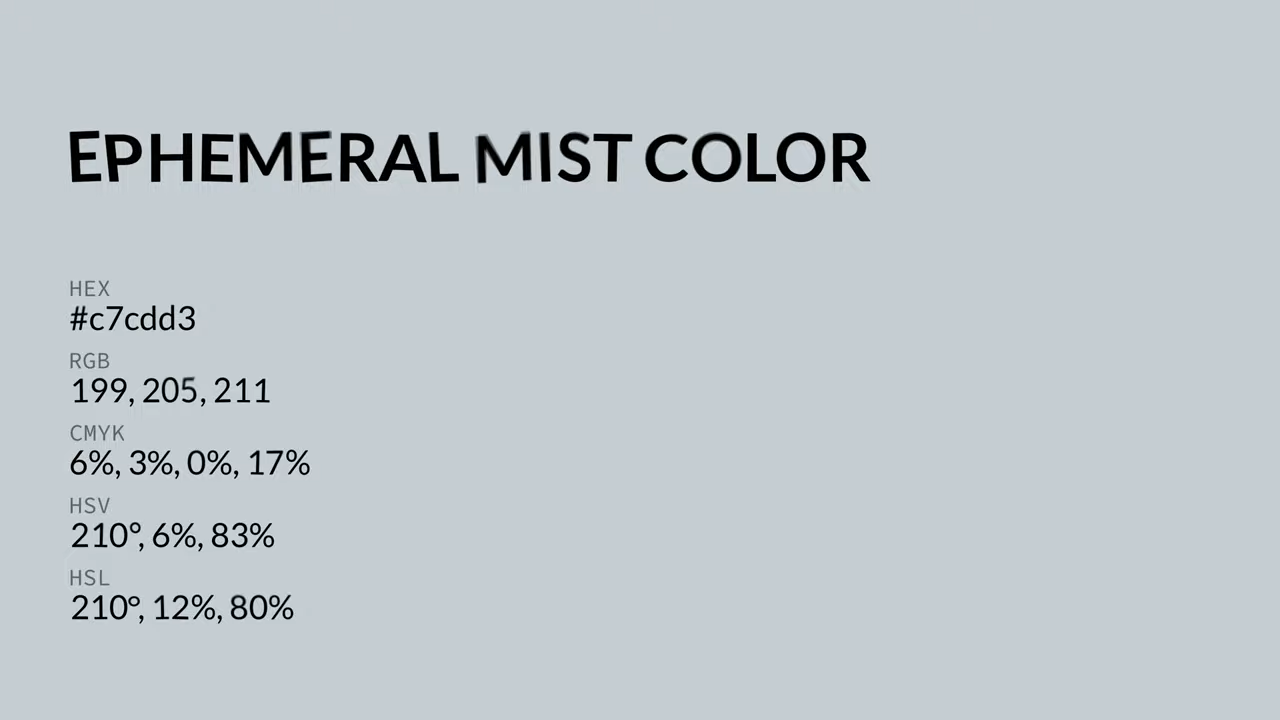 EPHEMERAL MIST COLOR
HEX
#c7cdd3
RGB
199, 205, 211
CMYK
6%, 3%, 0%, 17%
HSV
210°, 6%, 83%
HSL
210°, 12%, 80%